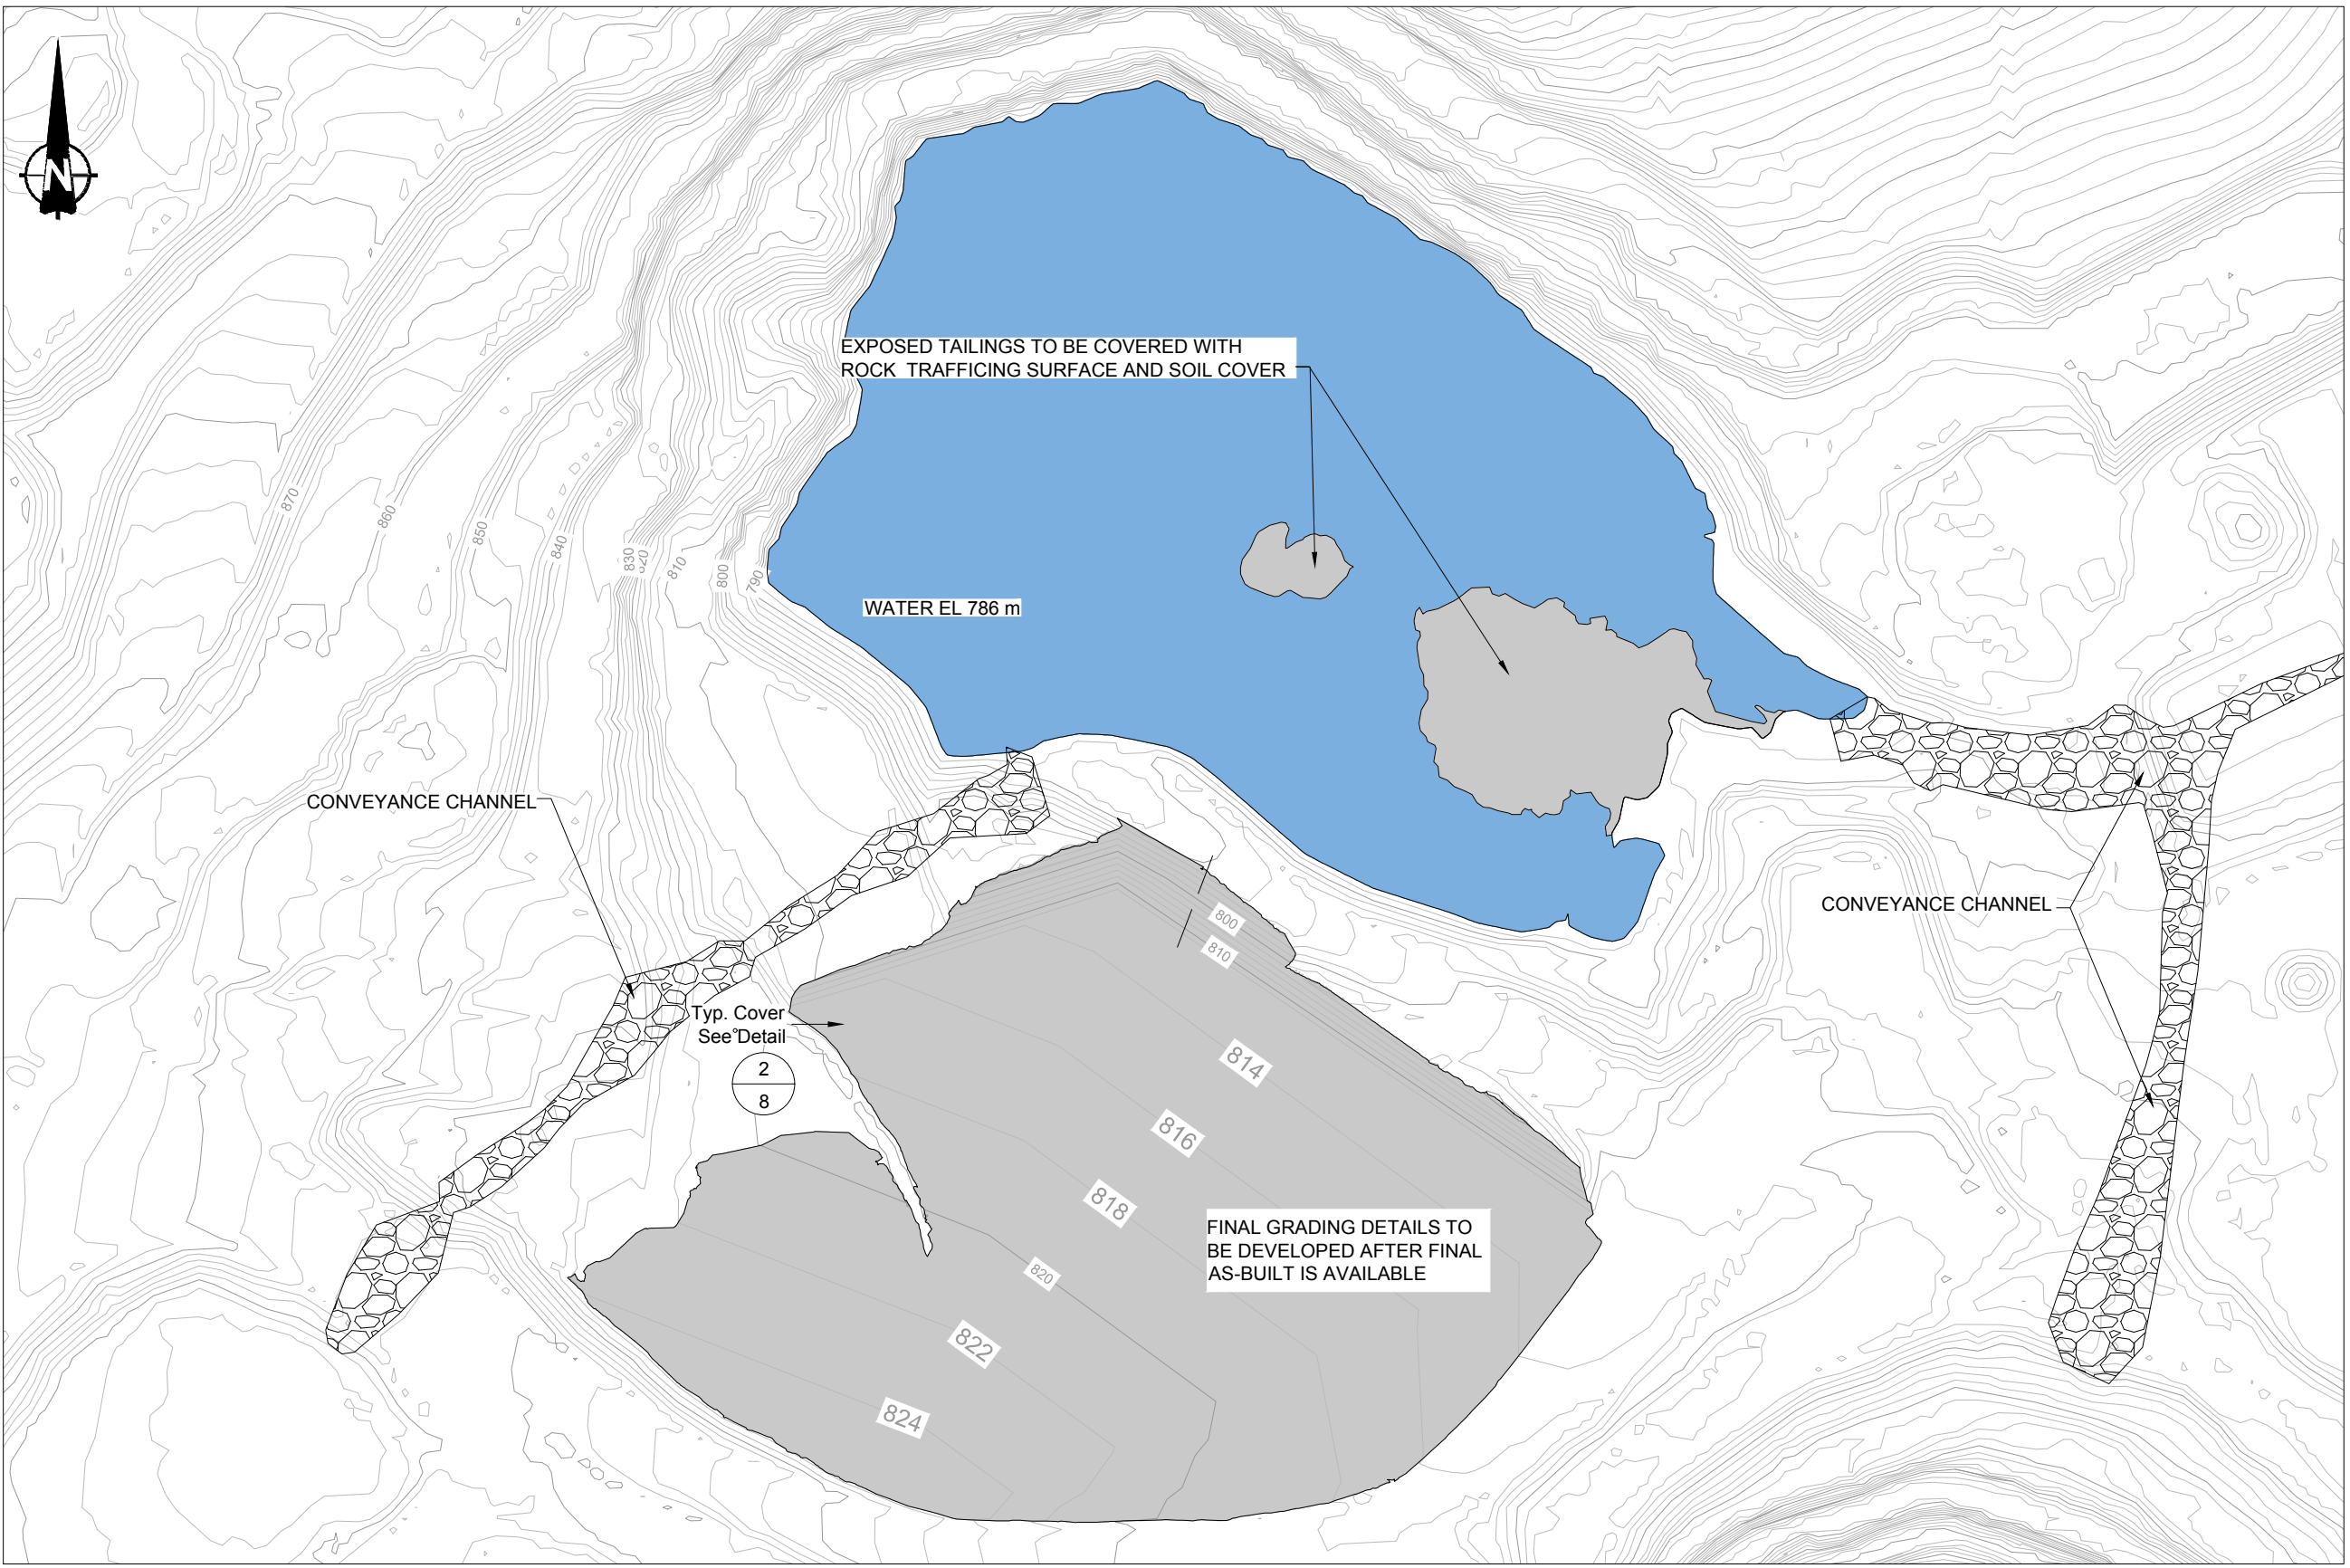 N
EXPOSED TAILINGS TO BE COVERED WITH
ROCK TRAFFICING SURFACE AND SOIL COVER
870
860
850
840
830
820
810
800
790
WATER EL 786 m
CONVEYANCE CHANNEL
CONVEYANCE CHANNEL
800
810
Typ. Cover
See Detail
2
8
814
816
818
820
822
824
FINAL GRADING DETAILS TO
BE DEVELOPED AFTER FINAL
AS-BUILT IS AVAILABLE